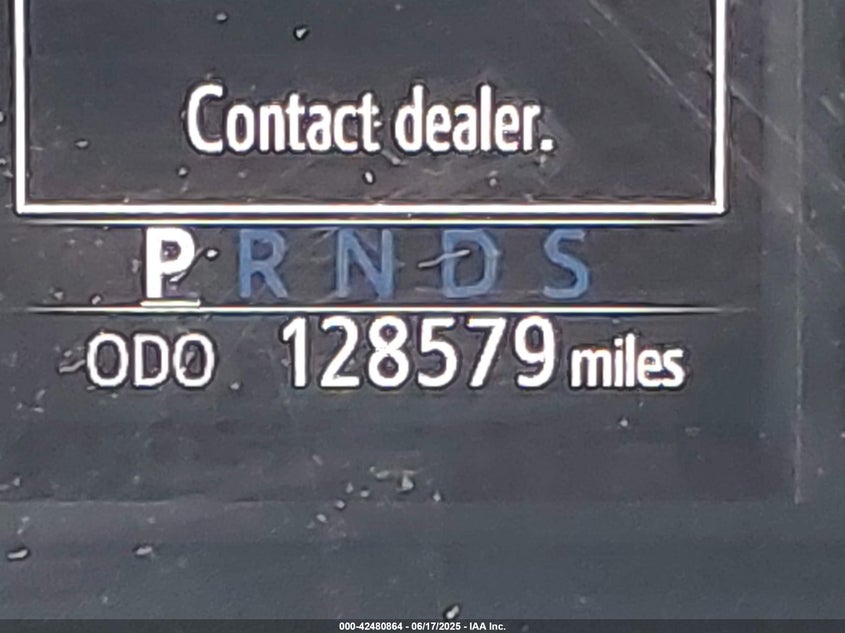 Contact dealer.
P R N D S
ODO 128579 miles
000-42480864 - 06/17/2025 - IAA Inc.